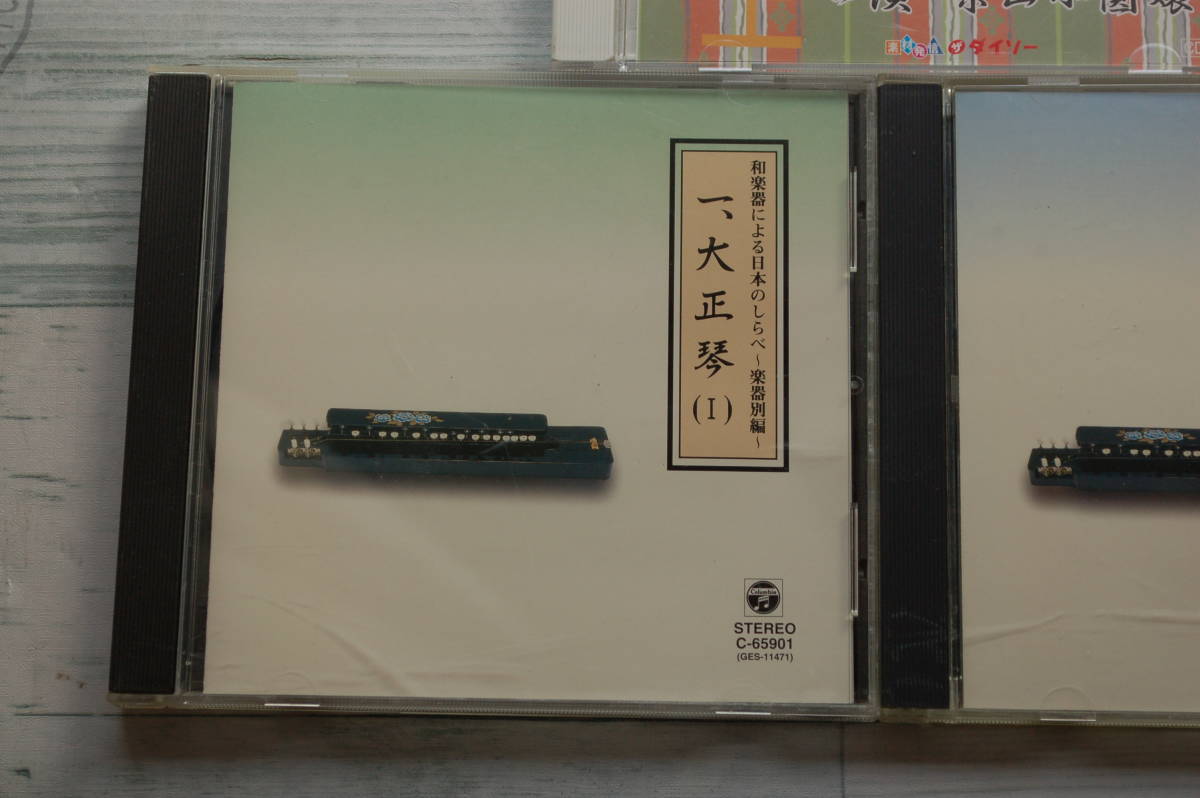 ザダイソー
和楽器による日本のしらべ～楽器別編～
一、大正琴(I)
Columbia
STEREO
C-65901
(GES-11471)